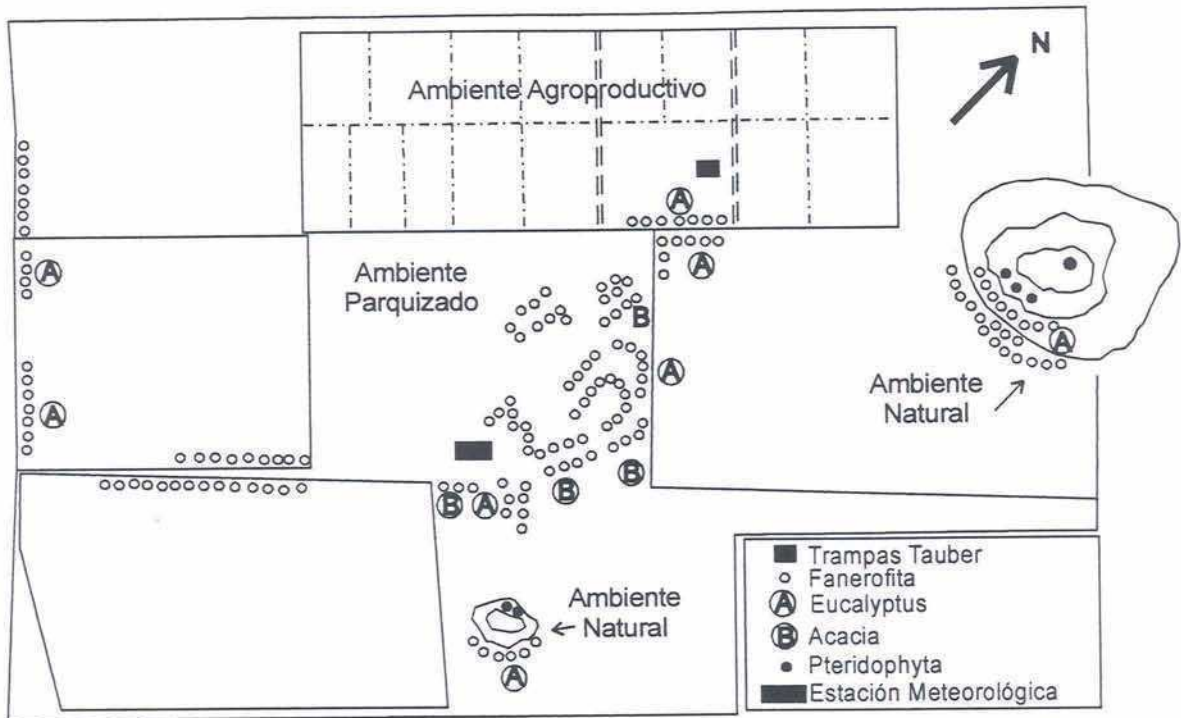 N
Ambiente Agroproductivo
A
A
Ambiente
Parquizado
A
B
A
A
Ambiente
Natural
A
B
A
B
B
Ambiente
Natural
A
Trampas Tauber
Fanerofita
A Eucalyptus
B Acacia
Pteridophyta
Estación Meteorológica